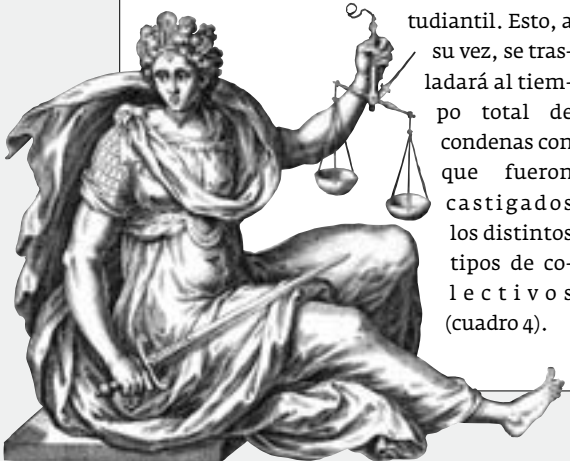 tudiantil. Esto, a
su vez, se tras-
ladará al tiem-
po total de
condenas con
que fueron
castigados
los distintos
tipos de co-
lectivos
(cuadro 4).